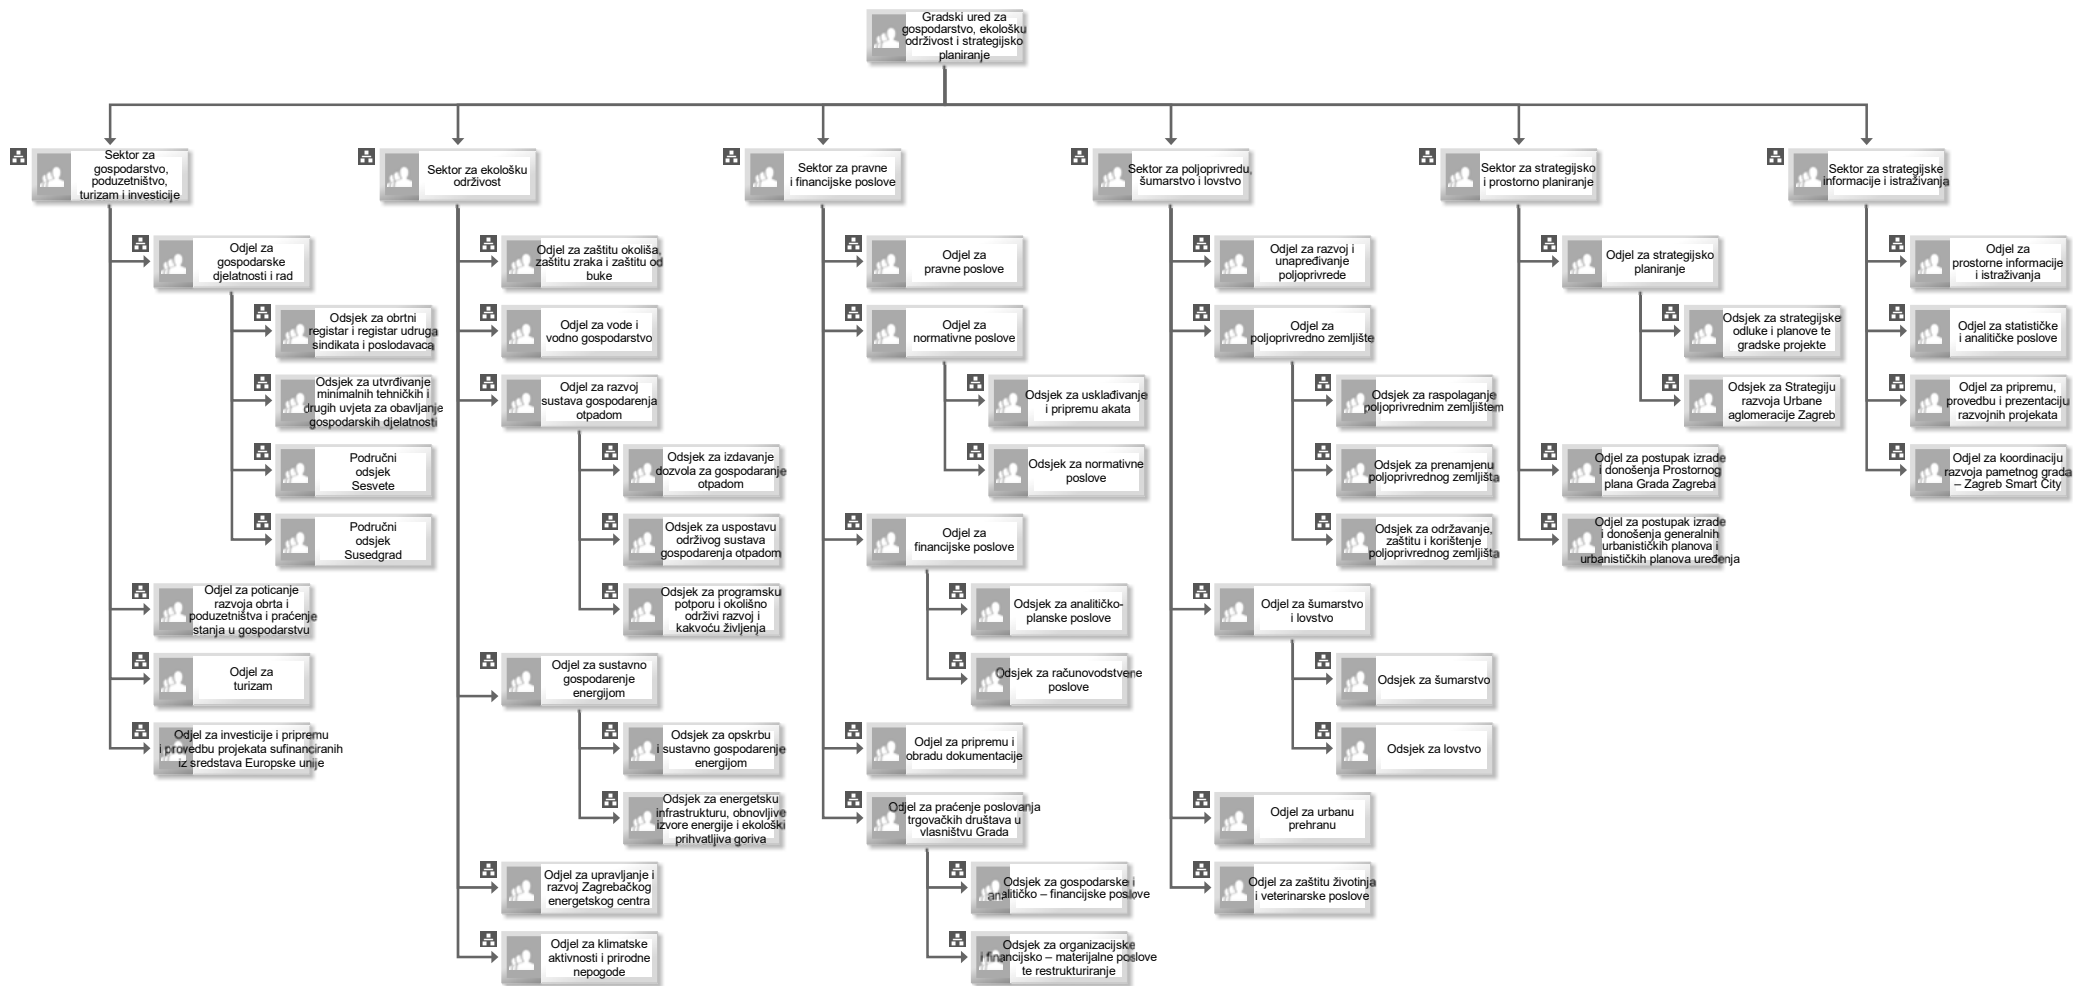 Gradski ured za
gospodarstvo, ekološku
održivost i strategijsko
planiranje
Sektor za
gospodarstvo,
poduzetništvo,
turizam i investicije
Odjel za
gospodarske
djelatnosti i rad
Odsjek za obrtni
registar i registar udruga
sindikata i poslodavaca
Odsjek za utvrđivanje
minimalnih tehničkih i
drugih uvjeta za obavljanje
gospodarskih djelatnosti
Područni
odsjek
Sesvete
Područni
odsjek
Susedgrad
Odjel za poticanje
razvoja obrta i
poduzetništva i praćenje
stanja u gospodarstvu
Odjel za
turizam
Odjel za investicije i pripremu
i provedbu projekata sufinanciranih
iz sredstava Europske unije
Sektor za ekološku
održivost
Odjel za zaštitu okoliša,
zaštitu zraka i zaštitu od
buke
Odjel za vode i
vodno gospodarstvo
Odjel za razvoj
sustava gospodarenja
otpadom
Odsjek za izdavanje
dozvola za gospodaranje
otpadom
Odsjek za uspostavu
održivog sustava
gospodarenja otpadom
Odsjek za programsku
potporu i okolišno
održivi razvoj i
kakvoću življenja
Odjel za sustavno
gospodarenje
energijom
Odsjek za opskrbu
i sustavno gospodarenje
energijom
Odsjek za energetsku
infrastrukturu, obnovljive
izvore energije i ekološki
prihvatljiva goriva
Odjel za upravljanje i
razvoj Zagrebačkog
energetskog centra
Odjel za klimatske
aktivnosti i prirodne
nepogode
Sektor za pravne
i financijske poslove
Odjel za
pravne poslove
Odjel za
normativne poslove
Odsjek za usklađivanje
i pripremu akata
Odsjek za normativne
poslove
Odjel za
financijske poslove
Odsjek za analitičko-
planske poslove
Odsjek za računovodstvene
poslove
Odjel za pripremu i
obradu dokumentacije
Odjel za praćenje poslovanja
trgovačkih društava u
vlasništvu Grada
Odsjek za gospodarske i
analitičko – financijske poslove
Odsjek za organizacijske
i financijsko – materijalne poslove
te restrukturiranje
Sektor za poljoprivredu,
šumarstvo i lovstvo
Odjel za razvoj i
unapređivanje
poljoprivrede
Odjel za
poljoprivredno zemljište
Odsjek za raspolaganje
poljoprivrednim zemljištem
Odsjek za prenamjenu
poljoprivrednog zemljišta
Odsjek za održavanje,
zaštitu i korištenje
poljoprivrednog zemljišta
Odjel za šumarstvo
i lovstvo
Odsjek za šumarstvo
Odsjek za lovstvo
Odjel za urbanu
prehranu
Odjel za zaštitu životinja
i veterinarske poslove
Sektor za strategijsko
i prostorno planiranje
Odjel za strategijsko
planiranje
Odsjek za strategijske
odluke i planove te
gradske projekte
Odsjek za Strategiju
razvoja Urbane
aglomeracije Zagreb
Odjel za postupak izrade
i donošenja Prostornog
plana Grada Zagreba
Odjel za postupak izrade
i donošenja generalnih
urbanističkih planova i
urbanističkih planova uređenja
Sektor za strategijske
informacije i istraživanja
Odjel za
prostorne informacije
i istraživanja
Odjel za statističke
i analitičke poslove
Odjel za pripremu,
provedbu i prezentaciju
razvojnih projekata
Odjel za koordinaciju
razvoja pametnog grada
– Zagreb Smart City